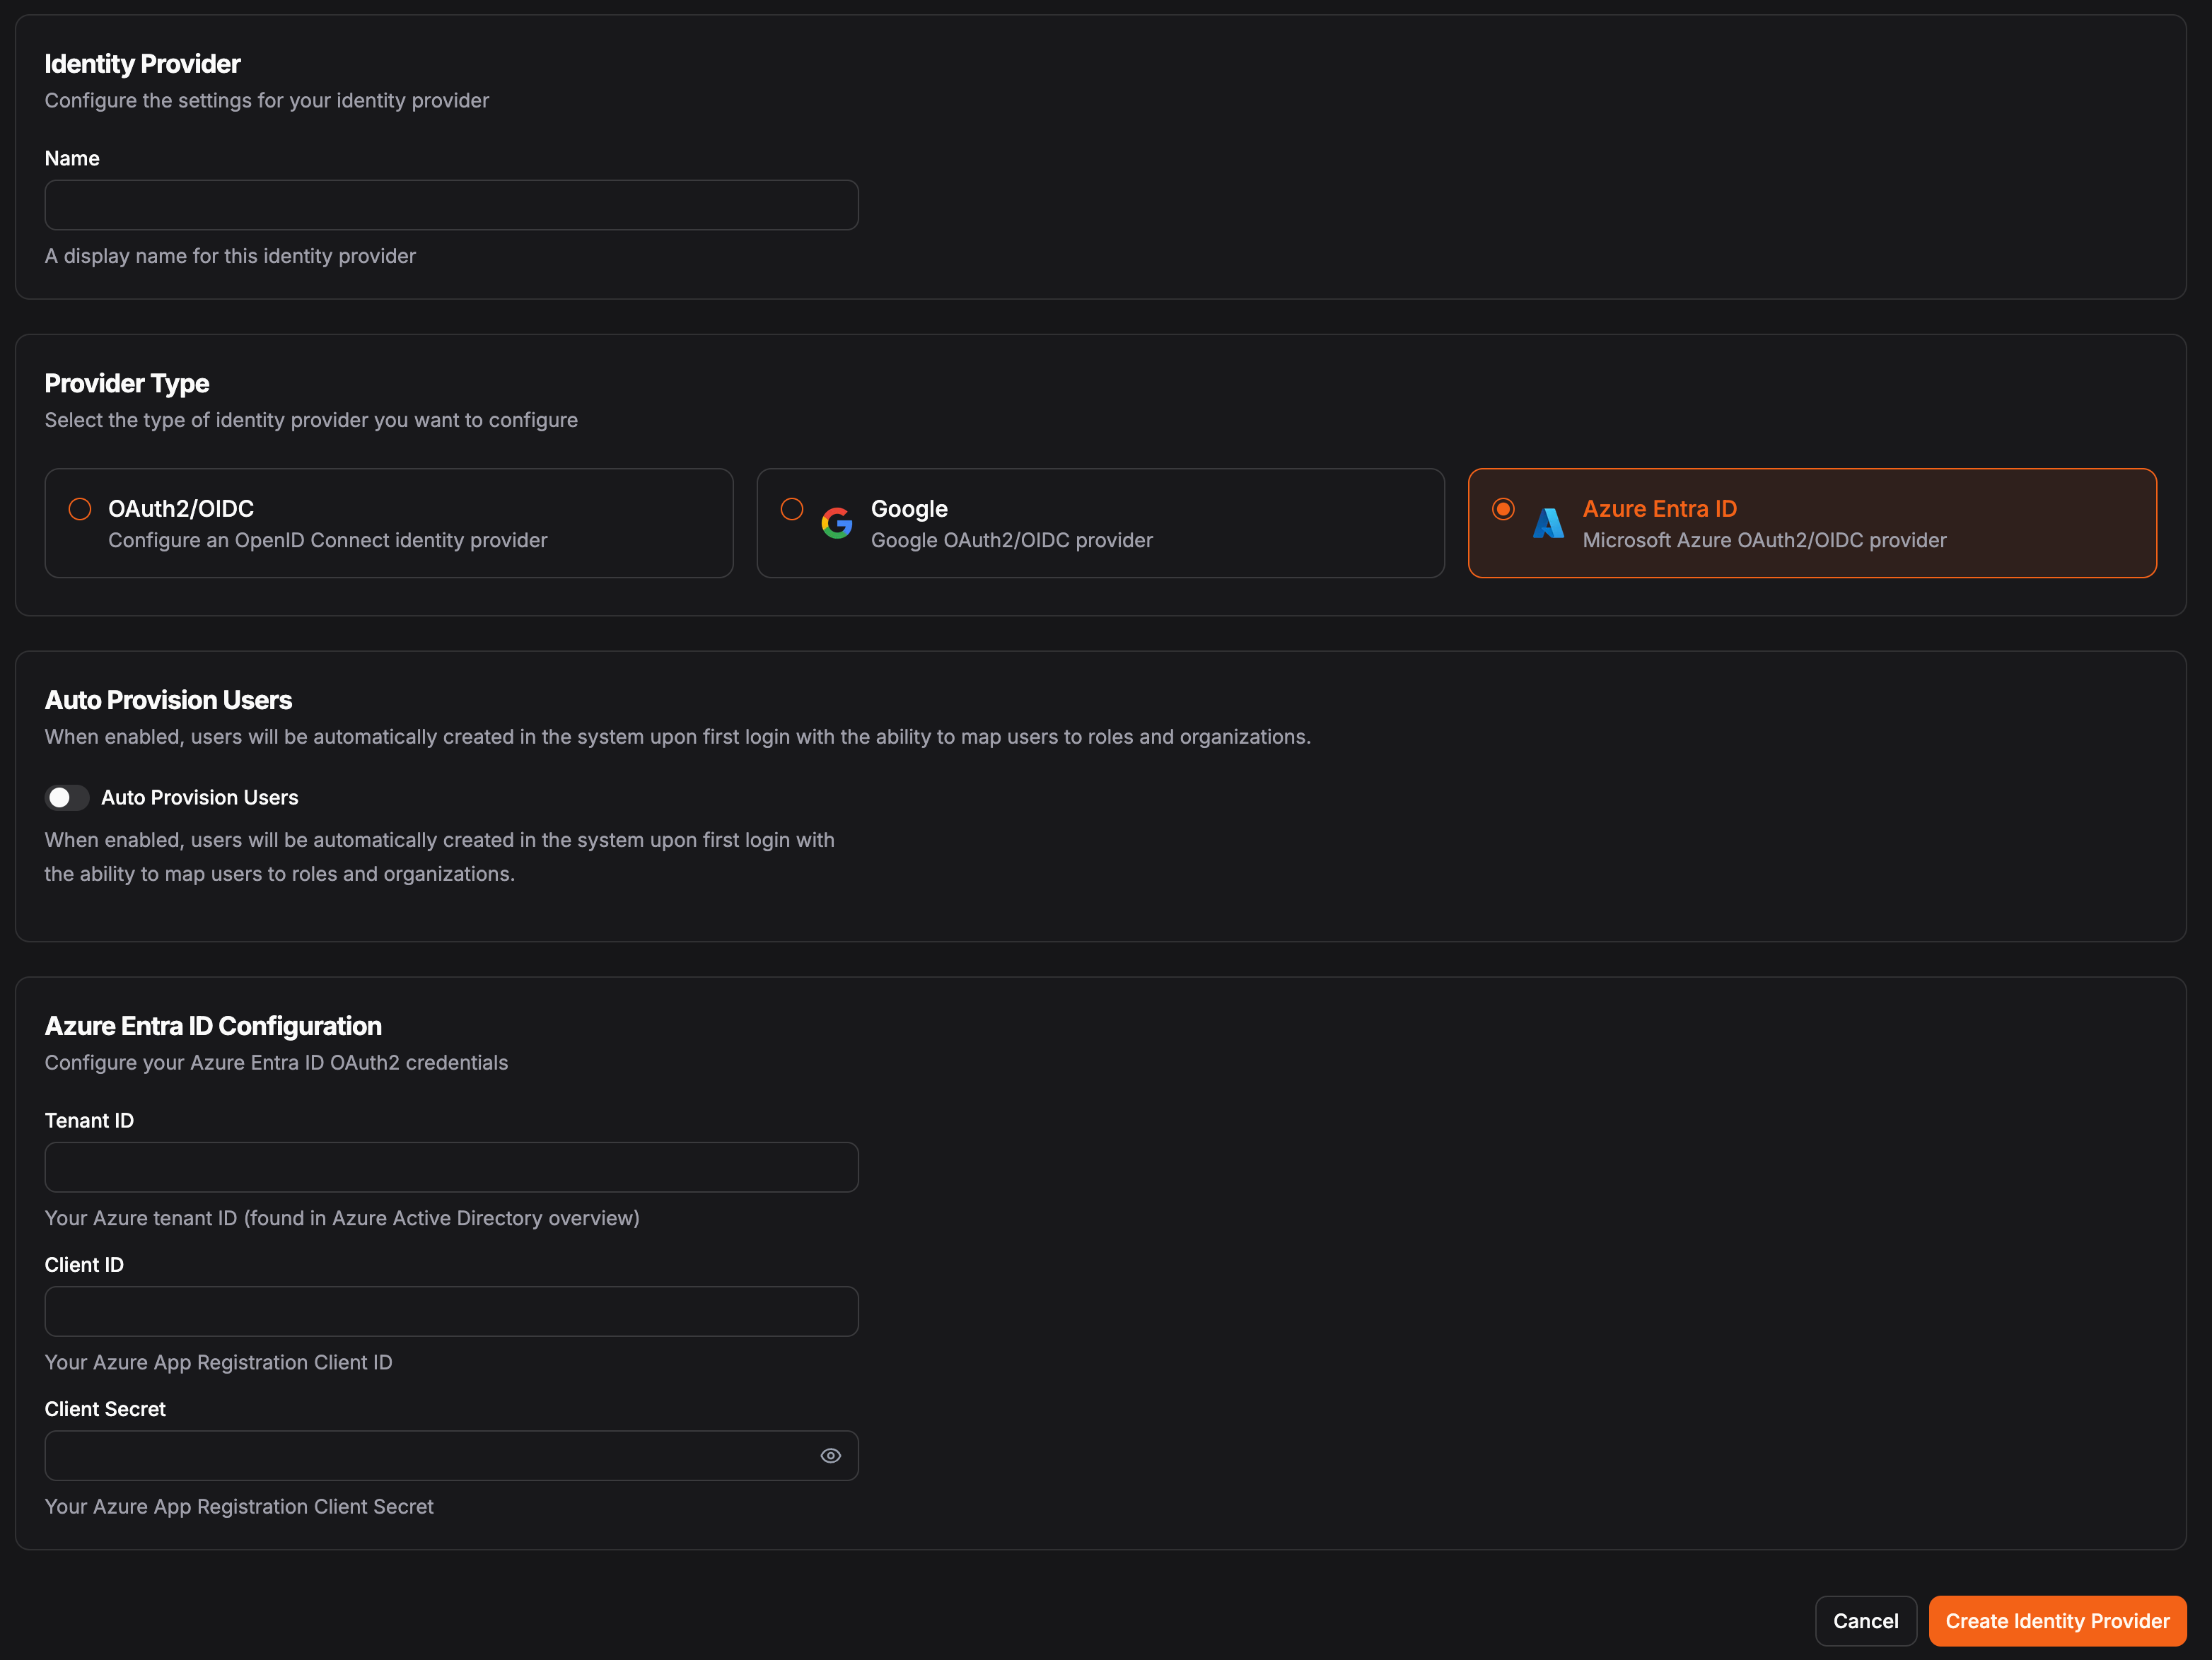 Identity Provider
Configure the settings for your identity provider
Name
A display name for this identity provider
Provider Type
Select the type of identity provider you want to configure
OAuth2/OIDC
Configure an OpenID Connect identity provider
Google
Google OAuth2/OIDC provider
Azure Entra ID
Microsoft Azure OAuth2/OIDC provider
Auto Provision Users
When enabled, users will be automatically created in the system upon first login with the ability to map users to roles and organizations.
Auto Provision Users
When enabled, users will be automatically created in the system upon first login with
the ability to map users to roles and organizations.
Azure Entra ID Configuration
Configure your Azure Entra ID OAuth2 credentials
Tenant ID
Your Azure tenant ID (found in Azure Active Directory overview)
Client ID
Your Azure App Registration Client ID
Client Secret
Your Azure App Registration Client Secret
Cancel
Create Identity Provider